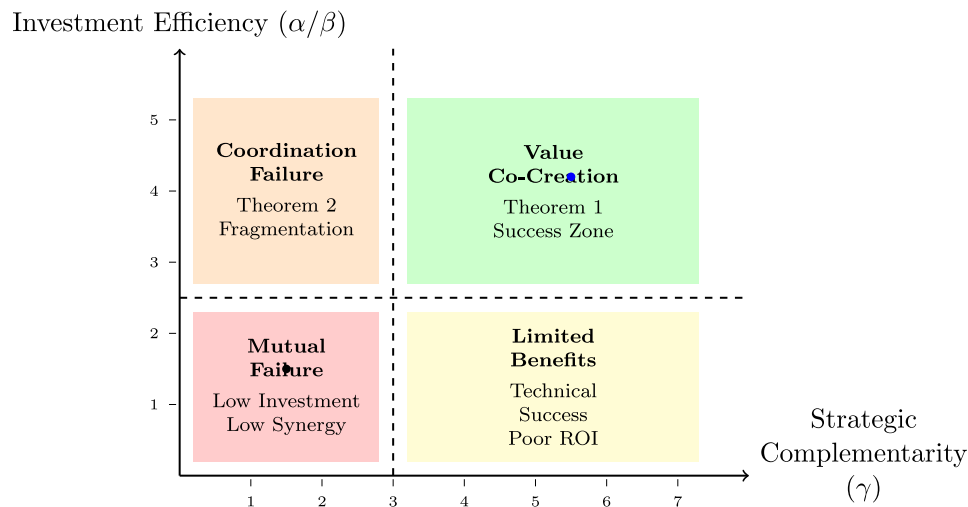 Investment Efficiency (α/β)
5
4
3
2
1
Coordination
Failure
Theorem 2
Fragmentation
Value
Co-Creation
Theorem 1
Success Zone
Mutual
Failure
Low Investment
Low Synergy
Limited
Benefits
Technical
Success
Poor ROI
1 2 3 4 5 6 7
Strategic
Complementarity
(γ)